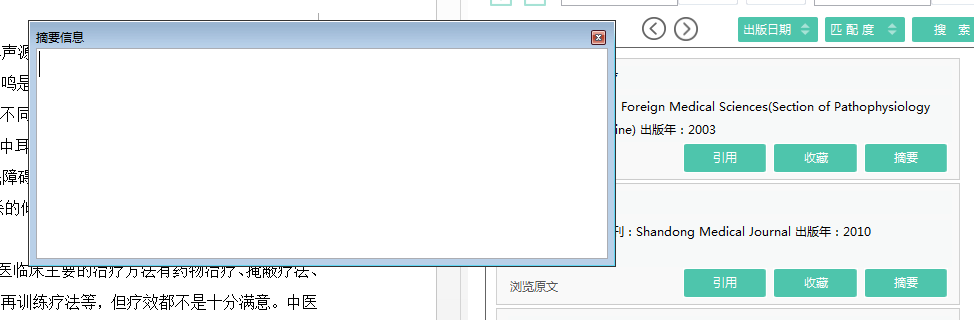 摘要信息
声源
鸣是
不同
中耳
障碍
杀的
医临床主要的治疗方法有药物治疗、掩蔽疗法、
再训练疗法等，但疗效都不是十分满意。中医
出版日期
匹配度
搜 索
Foreign Medical Sciences(Section of Pathophysiology
ine) 出版年：2003
引用
收藏
摘要
刊：Shandong Medical Journal 出版年：2010
浏览原文
引用
收藏
摘要